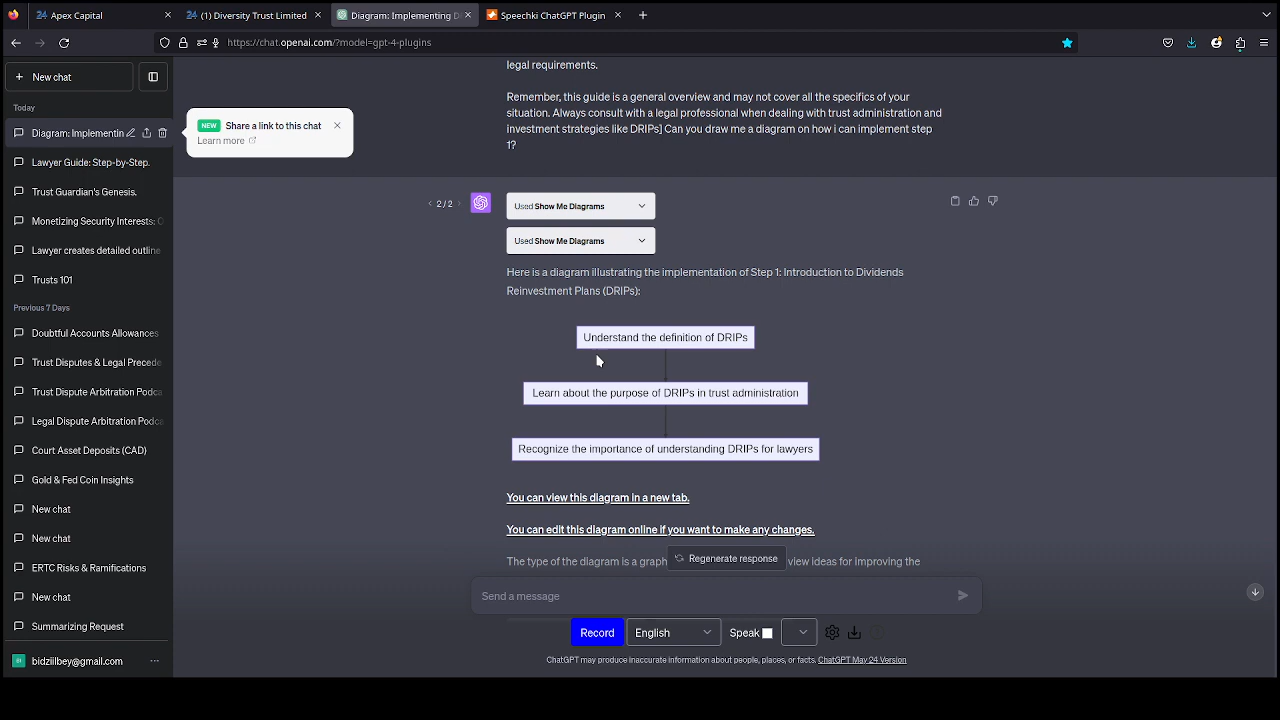 24 Apex Capital
24 (1) Diversity Trust Limited
Diagram: Implementing D
Speechki ChatGPT Plugin
https://chat.openai.com/?model=gpt-4-plugins
New chat
Today
Diagram: Implementin
Lawyer Guide: Step-by-Step.
Trust Guardian's Genesis.
Monetizing Security Interests: O
Lawyer creates detailed outline
Trusts 101
Previous 7 Days
Doubtful Accounts Allowances
Trust Disputes & Legal Precede
Trust Dispute Arbitration Podca
Legal Dispute Arbitration Podca
Court Asset Deposits (CAD)
Gold & Fed Coin Insights
New chat
New chat
ERTC Risks & Ramifications
New chat
Summarizing Request
bidziilbey@gmail.com
NEW Share a link to this chat
Learn more
legal requirements.
Remember, this guide is a general overview and may not cover all the specifics of your
situation. Always consult with a legal professional when dealing with trust administration and
investment strategies like DRIPs] Can you draw me a diagram on how i can implement step
1?
2/2
Used Show Me Diagrams
Used Show Me Diagrams
Here is a diagram illustrating the implementation of Step 1: Introduction to Dividends
Reinvestment Plans (DRIPs):
Understand the definition of DRIPs
Learn about the purpose of DRIPs in trust administration
Recognize the importance of understanding DRIPs for lawyers
You can view this diagram in a new tab.
You can edit this diagram online if you want to make any changes.
The type of the diagram is a graph view ideas for improving the
Regenerate response
Send a message
Record English Speak
ChatGPT may produce inaccurate information about people, places, or facts. ChatGPT May 24 Version